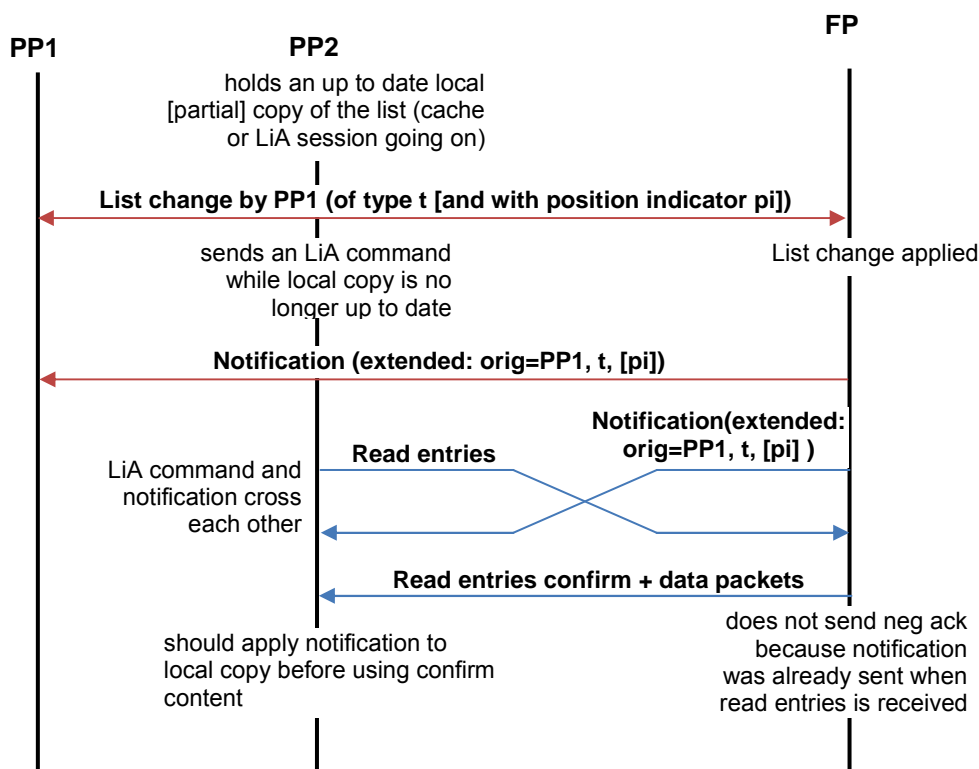 FP
PP1
PP2
holds an up to date local
[partial] copy of the list (cache
or LiA session going on)
List change by PP1 (of type t [and with position indicator pi])
sends an LiA command
while local copy is no
longer up to date
List change applied
Notification (extended: orig=PP1, t, [pi])
Notification(extended:
orig=PP1, t, [pi] )
Read entries
LiA command and
notification cross
each other
Read entries confirm + data packets
should apply notification to
local copy before using confirm
content
does not send neg ack
because notification
was already sent when
read entries is received